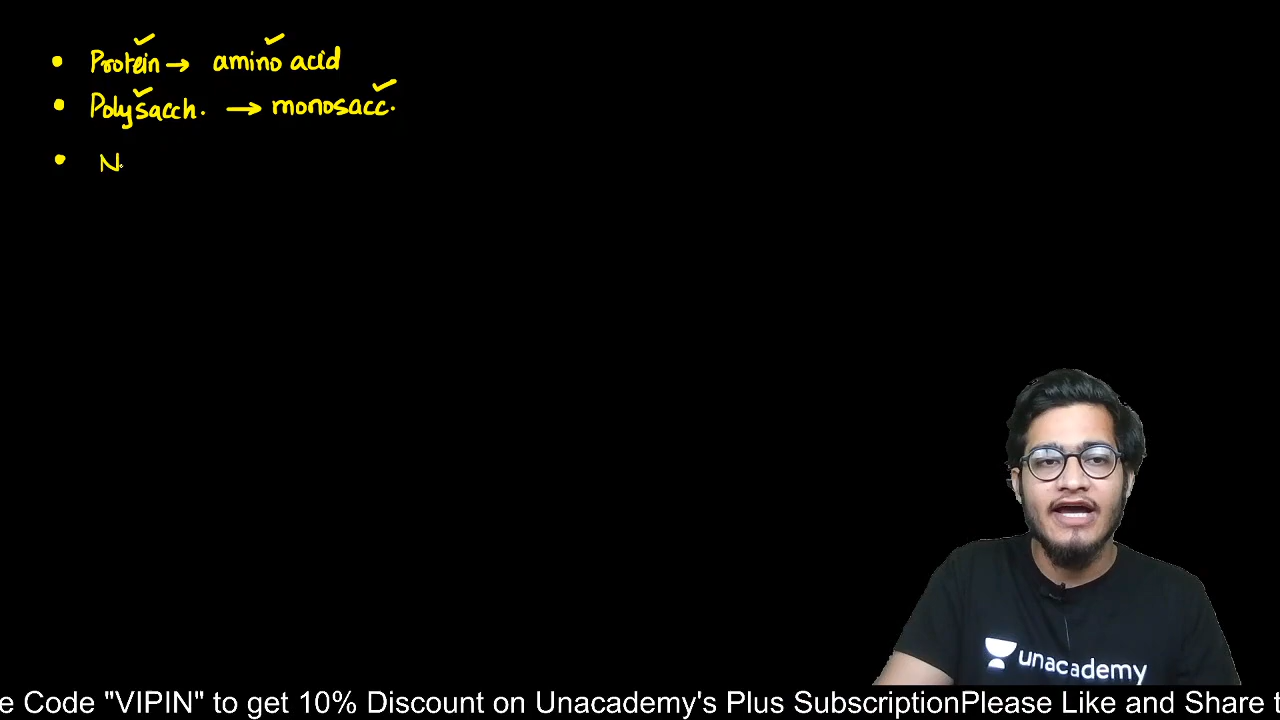 • Protein → amino acid
• Polysacch. → monosacc.
• N.
unacademy
e Code "VIPIN" to get 10% Discount on Unacademy's Plus SubscriptionPlease Like and Share t